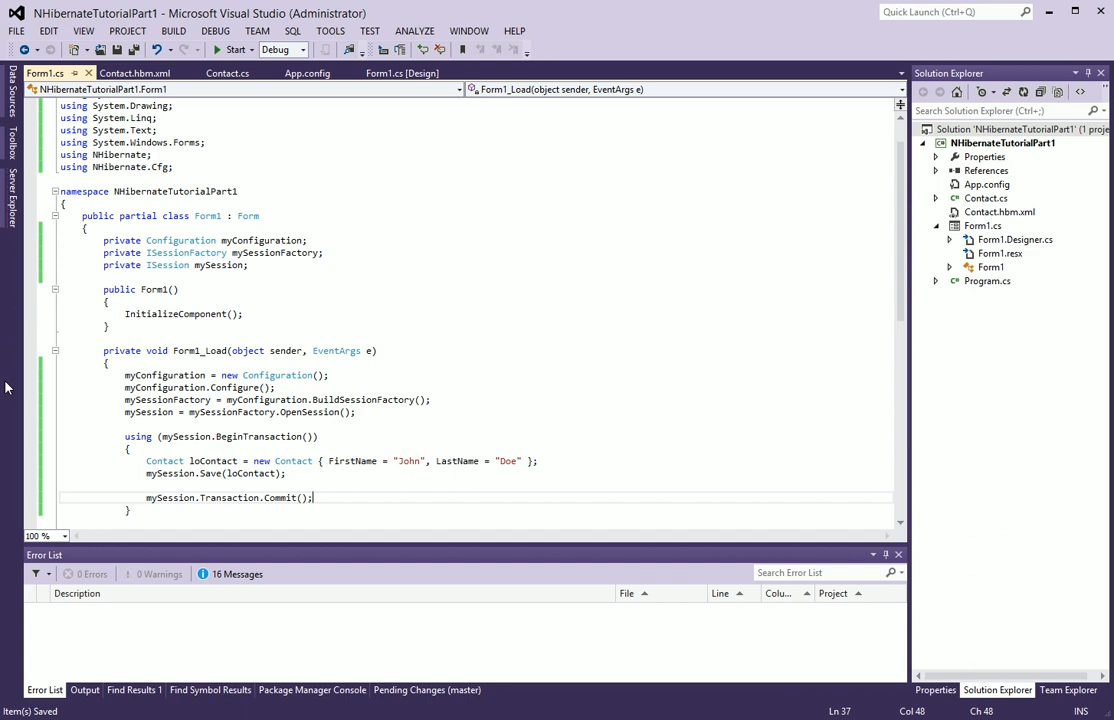 NHibernateTutorialPart1 - Microsoft Visual Studio (Administrator)
Quick Launch (Ctrl+Q)
FILE EDIT VIEW PROJECT BUILD DEBUG TEAM SQL TOOLS TEST ANALYZE WINDOW HELP
Start Debug
Form1.cs Contact.hbm.xml Contact.cs App.config Form1.cs [Design]
NHibernateTutorialPart1.Form1 Form1_Load(object sender, EventArgs e)
Data Sources
Toolbox
Server Explorer
using System.Drawing;
using System.Linq;
using System.Text;
using System.Windows.Forms;
using NHibernate;
using NHibernate.Cfg;
namespace NHibernateTutorialPart1
{
public partial class Form1 : Form
{
private Configuration myConfiguration;
private ISessionFactory mySessionFactory;
private ISession mySession;
public Form1()
{
InitializeComponent();
}
private void Form1_Load(object sender, EventArgs e)
{
myConfiguration = new Configuration();
myConfiguration.Configure();
mySessionFactory = myConfiguration.BuildSessionFactory();
mySession = mySessionFactory.OpenSession();
using (mySession.BeginTransaction())
{
Contact loContact = new Contact { FirstName = "John", LastName = "Doe" };
mySession.Save(loContact);
mySession.Transaction.Commit();
}
100 %
Solution Explorer
Search Solution Explorer (Ctrl+;)
Solution 'NHibernateTutorialPart1' (1 proje
NHibernateTutorialPart1
Properties
References
App.config
Contact.cs
Contact.hbm.xml
Form1.cs
Form1.Designer.cs
Form1.resx
Form1
Program.cs
Error List
0 Errors 0 Warnings 16 Messages
Search Error List
Description File Line Colu... Project
Error List Output Find Results 1 Find Symbol Results Package Manager Console Pending Changes (master)
Properties Solution Explorer Team Explorer
Item(s) Saved Ln 37 Col 48 Ch 48 INS